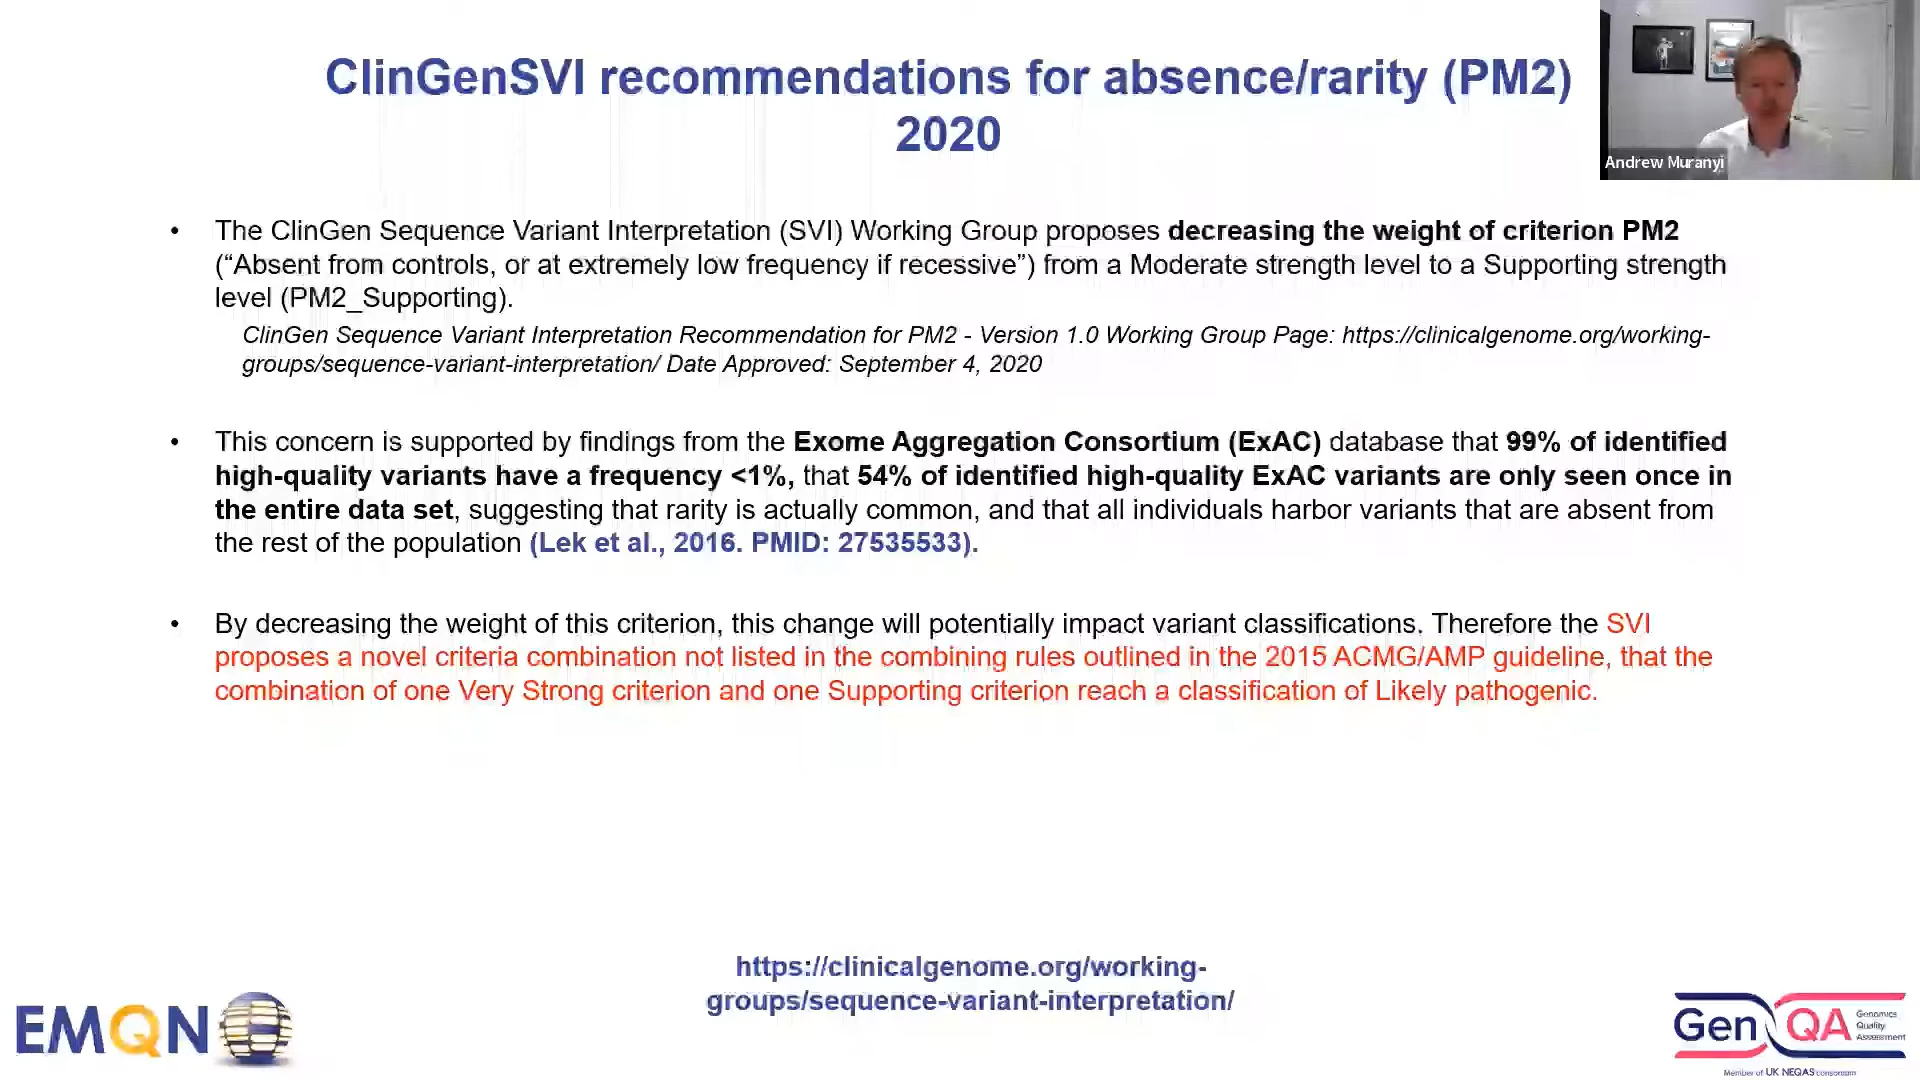 ClinGenSVI recommendations for absence/rarity (PM2)
2020
Andrew Muranyi
• The ClinGen Sequence Variant Interpretation (SVI) Working Group proposes decreasing the weight of criterion PM2
(“Absent from controls, or at extremely low frequency if recessive”) from a Moderate strength level to a Supporting strength
level (PM2_Supporting).
ClinGen Sequence Variant Interpretation Recommendation for PM2 - Version 1.0 Working Group Page: https://clinicalgenome.org/working-
groups/sequence-variant-interpretation/ Date Approved: September 4, 2020
• This concern is supported by findings from the Exome Aggregation Consortium (ExAC) database that 99% of identified
high-quality variants have a frequency <1%, that 54% of identified high-quality ExAC variants are only seen once in
the entire data set, suggesting that rarity is actually common, and that all individuals harbor variants that are absent from
the rest of the population (Lek et al., 2016. PMID: 27535533).
• By decreasing the weight of this criterion, this change will potentially impact variant classifications. Therefore the SVI
proposes a novel criteria combination not listed in the combining rules outlined in the 2015 ACMG/AMP guideline, that the
combination of one Very Strong criterion and one Supporting criterion reach a classification of Likely pathogenic.
https://clinicalgenome.org/working-
groups/sequence-variant-interpretation/
EMQN
Gen QA
Genomics
Quality
Assessment
Member of UK NEQAS consortium